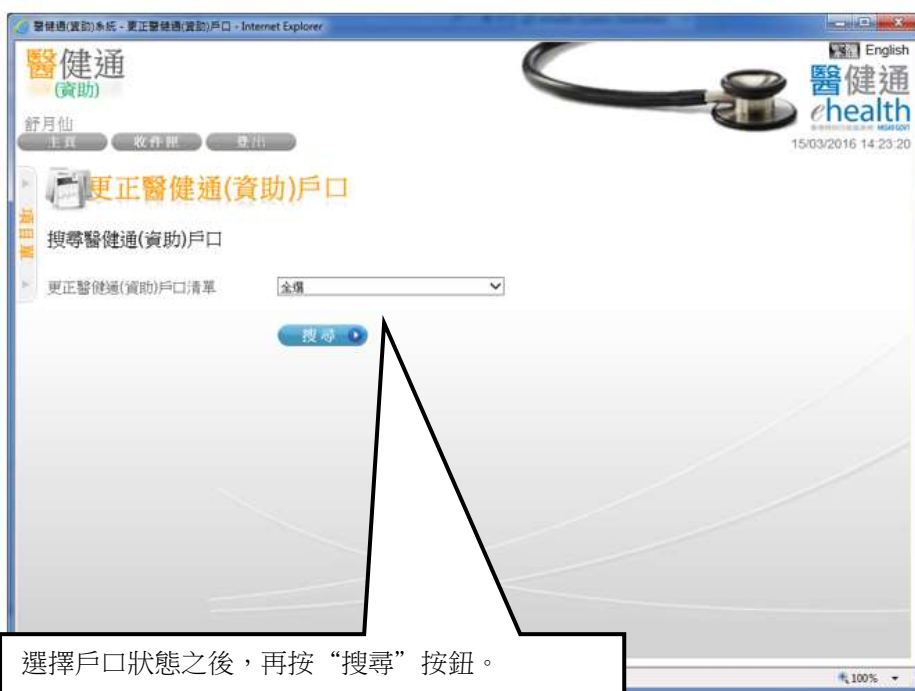 醫健通(資助)系統 - 更正醫健通(資助)戶口 - Internet Explorer
繁體 English
醫健通
(資助)
醫健通
ehealth
舒月仙
主頁 收件匣 登出
15/03/2016 14:23:20
更正醫健通(資助)戶口
項目單
搜尋醫健通(資助)戶口
更正醫健通(資助)戶口清單 全選
搜尋
選擇戶口狀態之後，再按“搜尋”按鈕。
100%